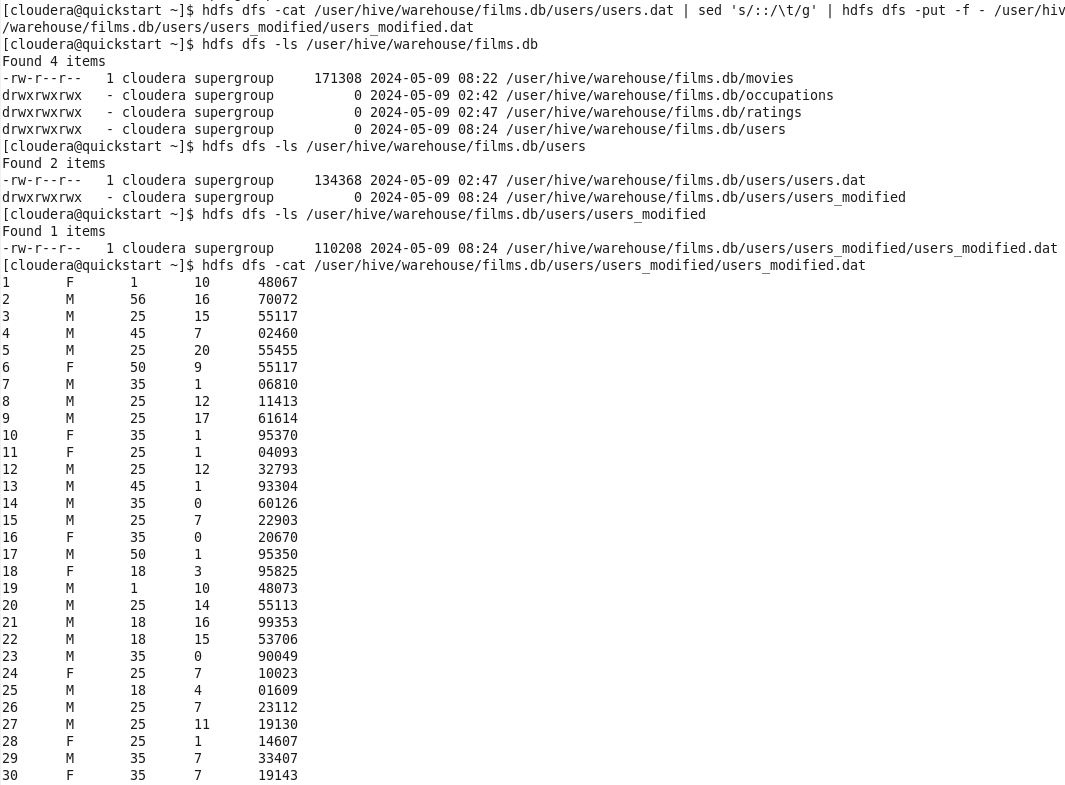 [cloudera@quickstart ~]$ hdfs dfs -cat /user/hive/warehouse/films.db/users/users.dat | sed 's/::/\t/g' | hdfs dfs -put -f - /user/hiv
/warehouse/films.db/users/users_modified/users_modified.dat
[cloudera@quickstart ~]$ hdfs dfs -ls /user/hive/warehouse/films.db
Found 4 items
-rw-r--r--   1 cloudera supergroup     171308 2024-05-09 08:22 /user/hive/warehouse/films.db/movies
drwxrwxrwx   - cloudera supergroup          0 2024-05-09 02:42 /user/hive/warehouse/films.db/occupations
drwxrwxrwx   - cloudera supergroup          0 2024-05-09 02:47 /user/hive/warehouse/films.db/ratings
drwxrwxrwx   - cloudera supergroup          0 2024-05-09 08:24 /user/hive/warehouse/films.db/users
[cloudera@quickstart ~]$ hdfs dfs -ls /user/hive/warehouse/films.db/users
Found 2 items
-rw-r--r--   1 cloudera supergroup     134368 2024-05-09 02:47 /user/hive/warehouse/films.db/users/users.dat
drwxrwxrwx   - cloudera supergroup          0 2024-05-09 08:24 /user/hive/warehouse/films.db/users/users_modified
[cloudera@quickstart ~]$ hdfs dfs -ls /user/hive/warehouse/films.db/users/users_modified
Found 1 items
-rw-r--r--   1 cloudera supergroup     110208 2024-05-09 08:24 /user/hive/warehouse/films.db/users/users_modified/users_modified.dat
[cloudera@quickstart ~]$ hdfs dfs -cat /user/hive/warehouse/films.db/users/users_modified/users_modified.dat
1       F       1       10      48067
2       M       56      16      70072
3       M       25      15      55117
4       M       45      7       02460
5       M       25      20      55455
6       F       50      9       55117
7       M       35      1       06810
8       M       25      12      11413
9       M       25      17      61614
10      F       35      1       95370
11      F       25      1       04093
12      M       25      12      32793
13      M       45      1       93304
14      M       35      0       60126
15      M       25      7       22903
16      F       35      0       20670
17      M       50      1       95350
18      F       18      3       95825
19      M       1       10      48073
20      M       25      14      55113
21      M       18      16      99353
22      M       18      15      53706
23      M       35      0       90049
24      F       25      7       10023
25      M       18      4       01609
26      M       25      7       23112
27      M       25      11      19130
28      F       25      1       14607
29      M       35      7       33407
30      F       35      7       19143